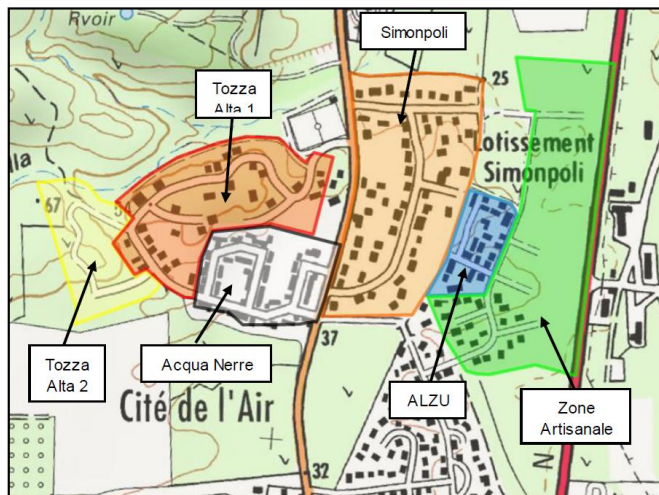 Rvoir
Simonpoli
Tozza
Alta 1
25
Lotissement
Simonpoli
67
Tozza
Alta 2
Acqua Nerre
37
ALZU
Zone
Artisanale
Cité de l'Air
32
N